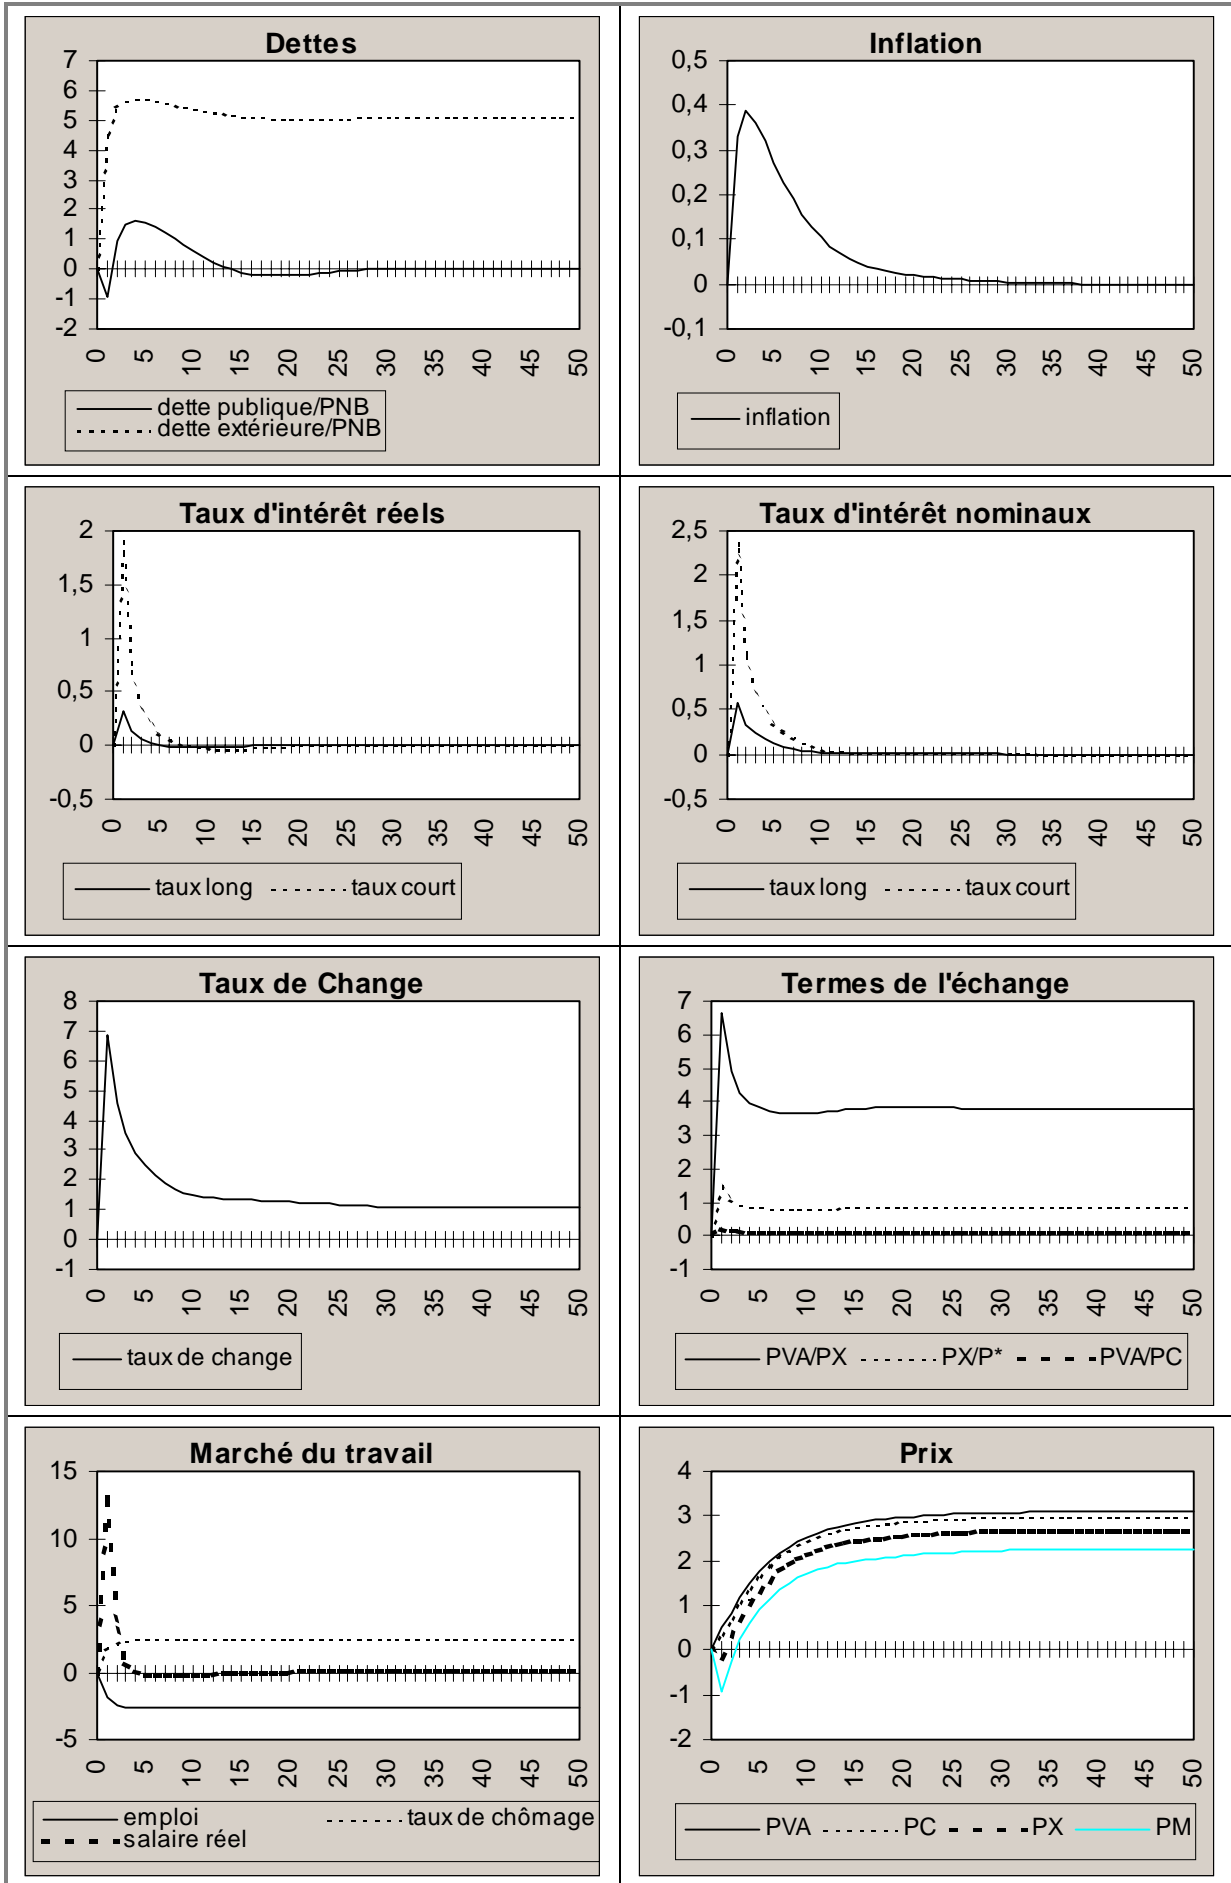 Dettes
7
6
5
4
3
2
1
0
-1
-2
0 5 10 15 20 25 30 35 40 45 50
dette publique/PNB
dette extérieure/PNB
Inflation
0,5
0,4
0,3
0,2
0,1
0
-0,1
0 5 10 15 20 25 30 35 40 45 50
inflation
Taux d'intérêt réels
2
1,5
1
0,5
0
-0,5
0 5 10 15 20 25 30 35 40 45 50
taux long taux court
Taux d'intérêt nominaux
2,5
2
1,5
1
0,5
0
-0,5
0 5 10 15 20 25 30 35 40 45 50
taux long taux court
Taux de Change
8
7
6
5
4
3
2
1
0
-1
0 5 10 15 20 25 30 35 40 45 50
taux de change
Termes de l'échange
7
6
5
4
3
2
1
0
-1
0 5 10 15 20 25 30 35 40 45 50
PVA/PX PX/P* PVA/PC
Marché du travail
15
10
5
0
-5
0 5 10 15 20 25 30 35 40 45 50
emploi taux de chômage
salaire réel
Prix
4
3
2
1
0
-1
-2
0 5 10 15 20 25 30 35 40 45 50
PVA PC PX PM